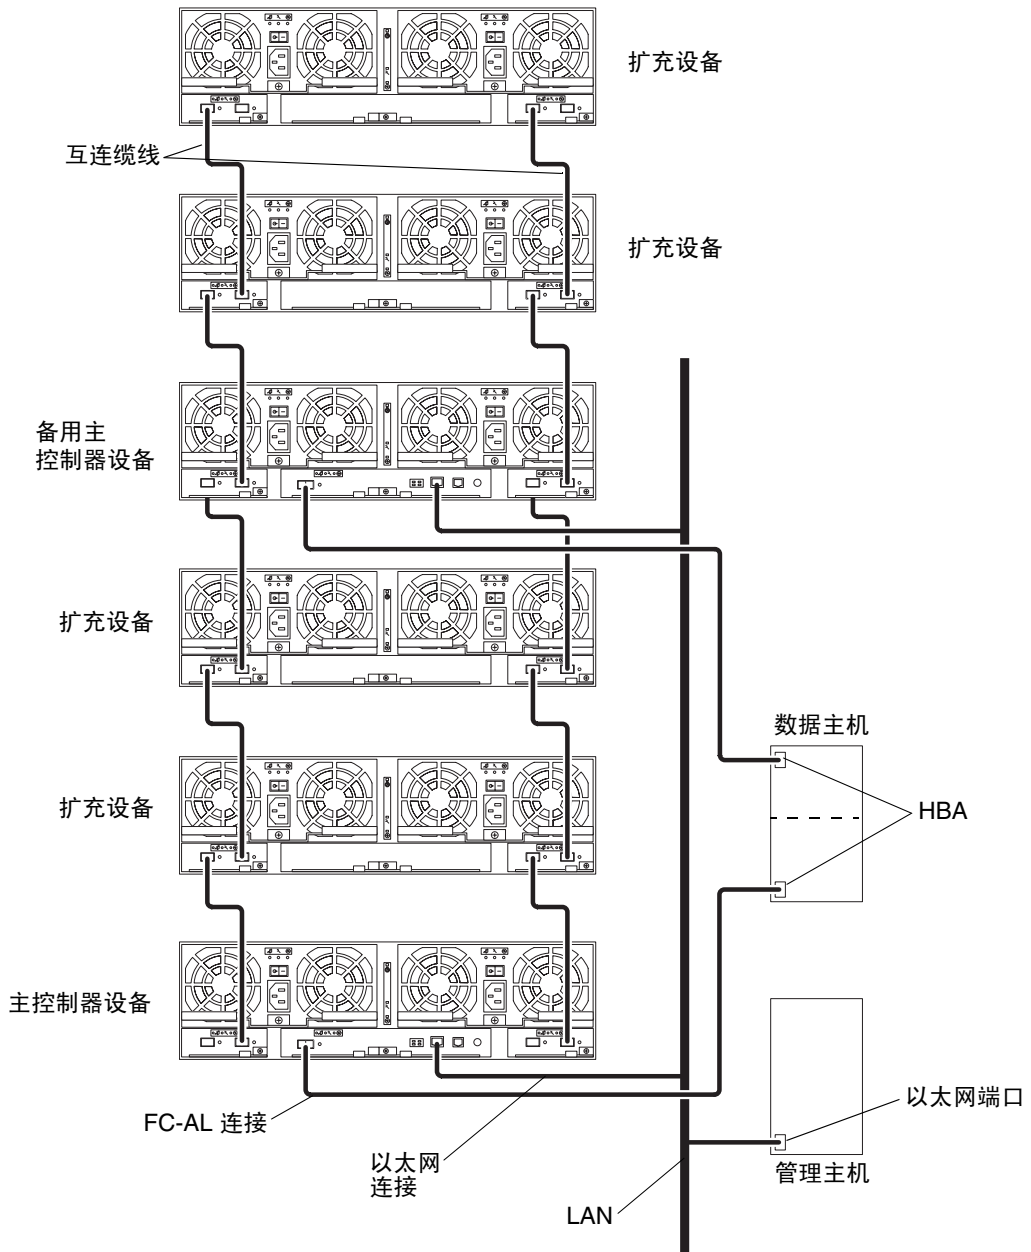 扩充设备
互连缆线
扩充设备
备用主
控制器设备
扩充设备
数据主机
扩充设备
HBA
主控制器设备
以太网端口
FC-AL 连接
以太网
连接
管理主机
LAN